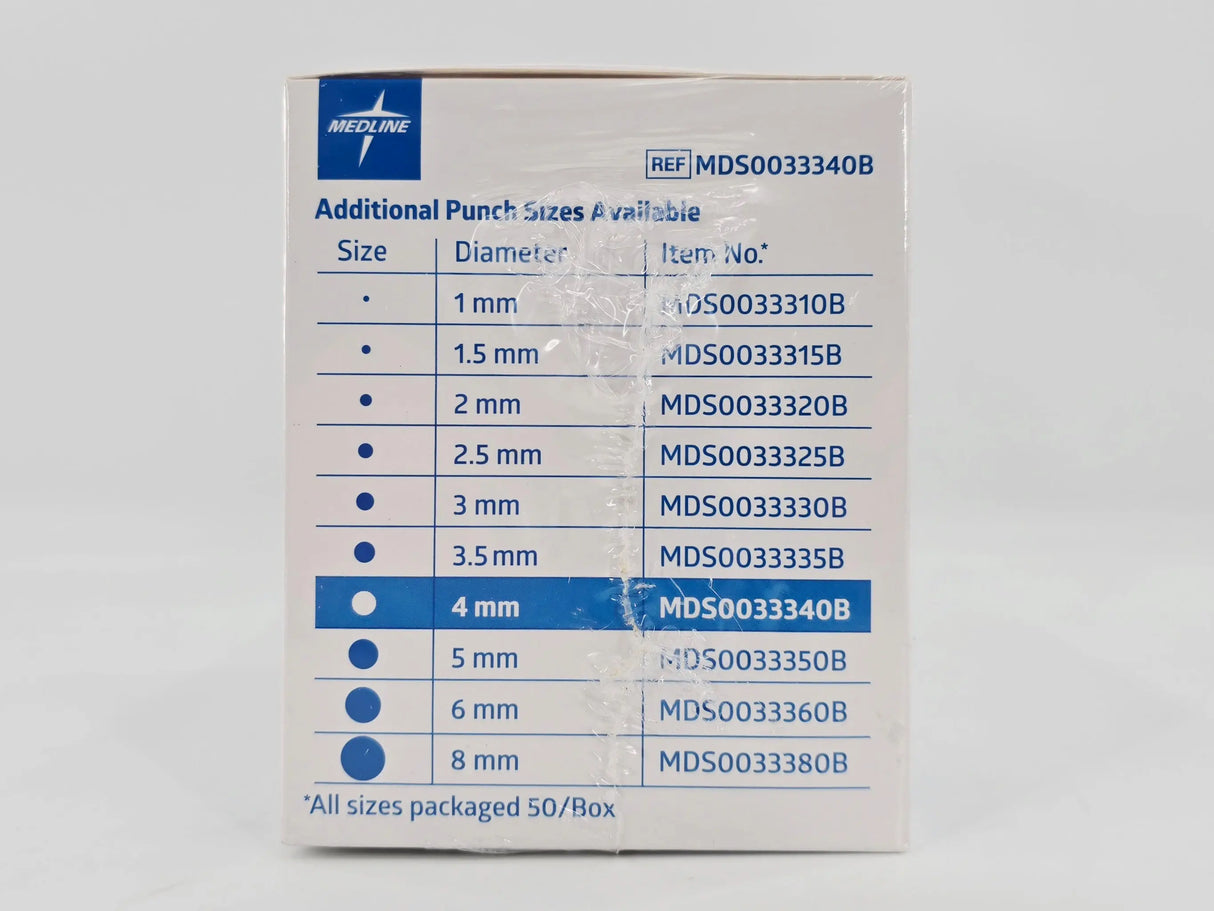 MEDLINE
REF MDS0033340B
Additional Punch Sizes Available
Size Diameter Item No.*
1 mm MDS0033310B
1.5 mm MDS0033315B
2 mm MDS0033320B
2.5 mm MDS0033325B
3 mm MDS0033330B
3.5 mm MDS0033335B
4 mm MDS0033340B
5 mm MDS0033350B
6 mm MDS0033360B
8 mm MDS0033380B
*All sizes packaged 50/Box